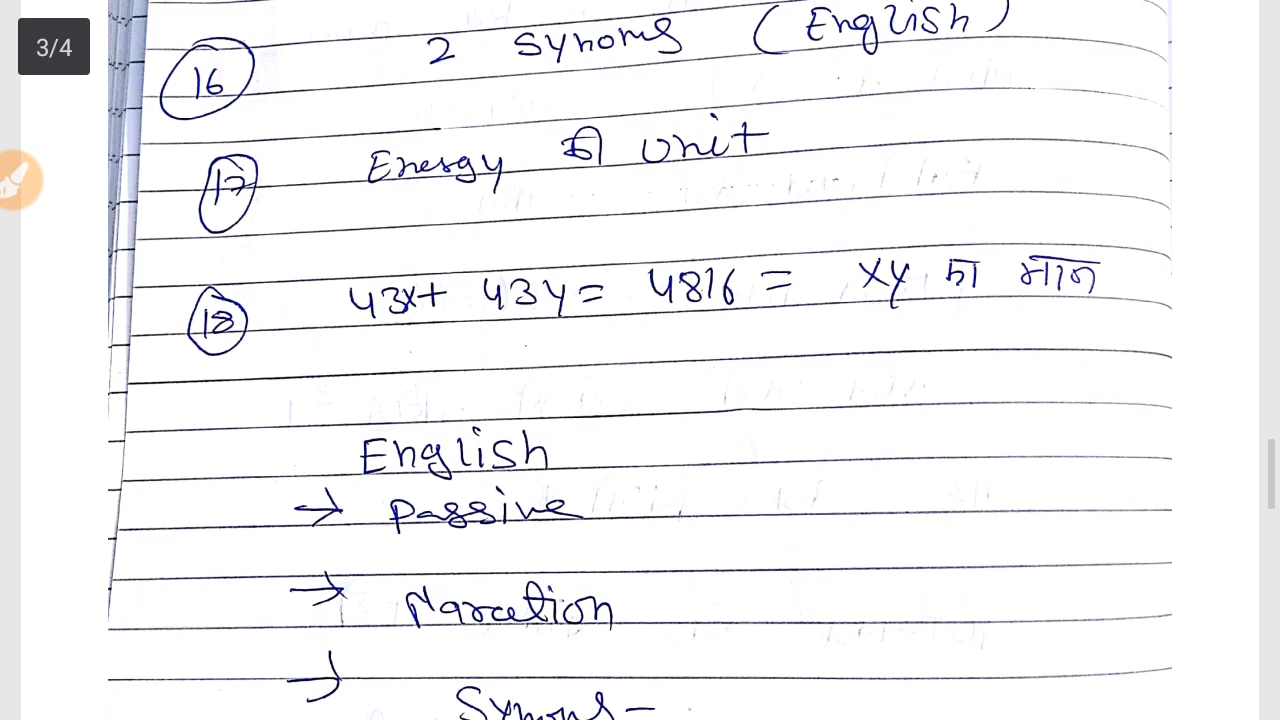 3/4
16 2 Synoms (English)
17 Energy की unit
18 43x+ 43y= 4816 = xy का मान
English
→ passive
→ Narration
→ Synoms-